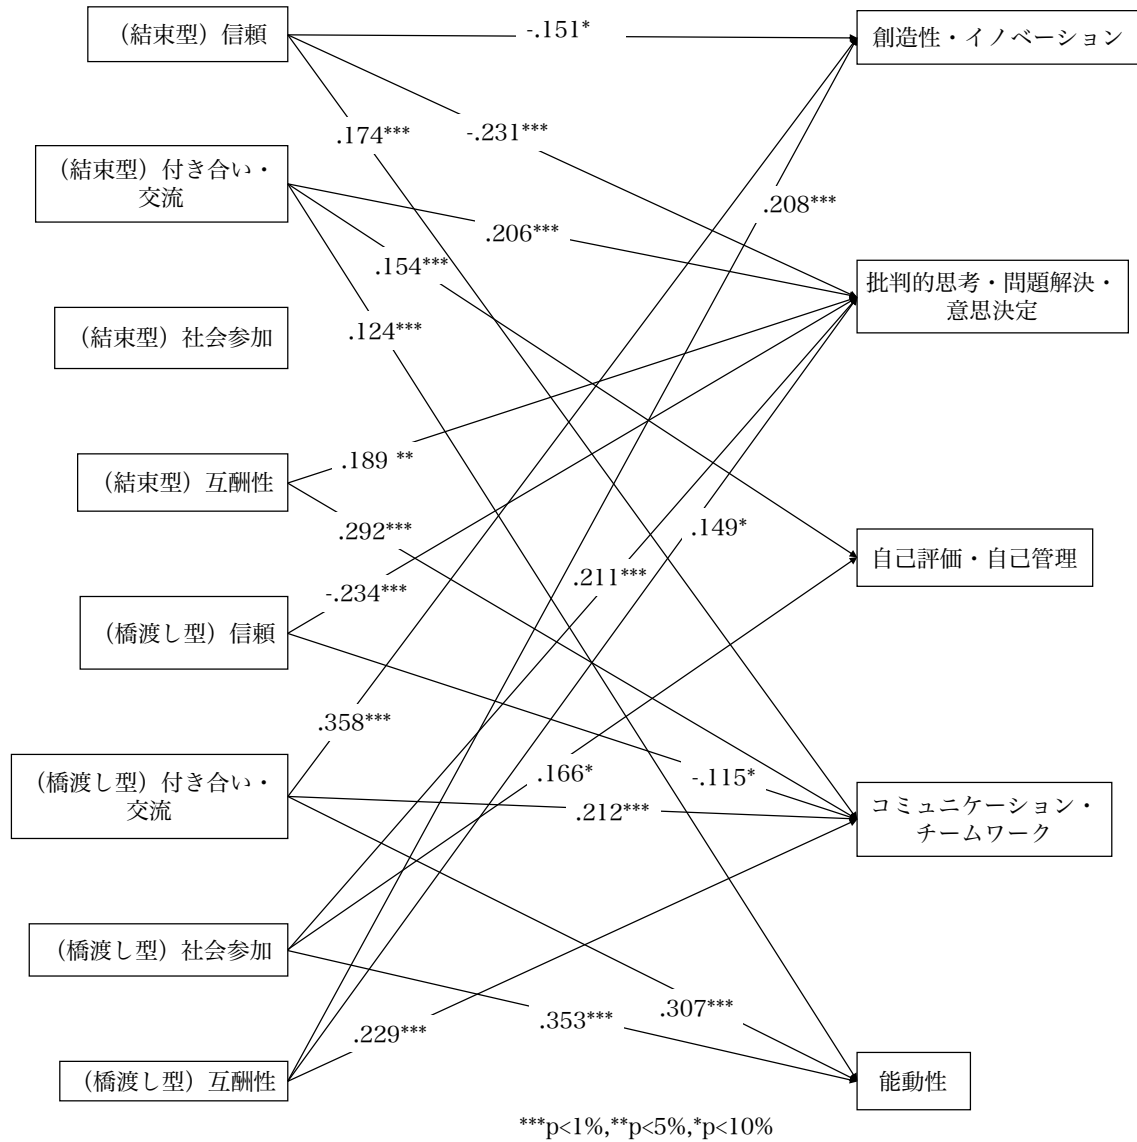 （結束型）信頼
-.151*
創造性・イノベーション
.174***
-.231***
（結束型）付き合い・
交流
.208***
.206***
.154***
批判的思考・問題解決・
意思決定
（結束型）社会参加
.124***
（結束型）互酬性
.189 **
.292***
.149*
自己評価・自己管理
.211***
-.234***
（橋渡し型）信頼
.358***
（橋渡し型）付き合い・
交流
.166*
-.115*
.212***
コミュニケーション・
チームワーク
（橋渡し型）社会参加
.307***
.353***
.229***
（橋渡し型）互酬性
能動性
***p<1%,**p<5%,*p<10%